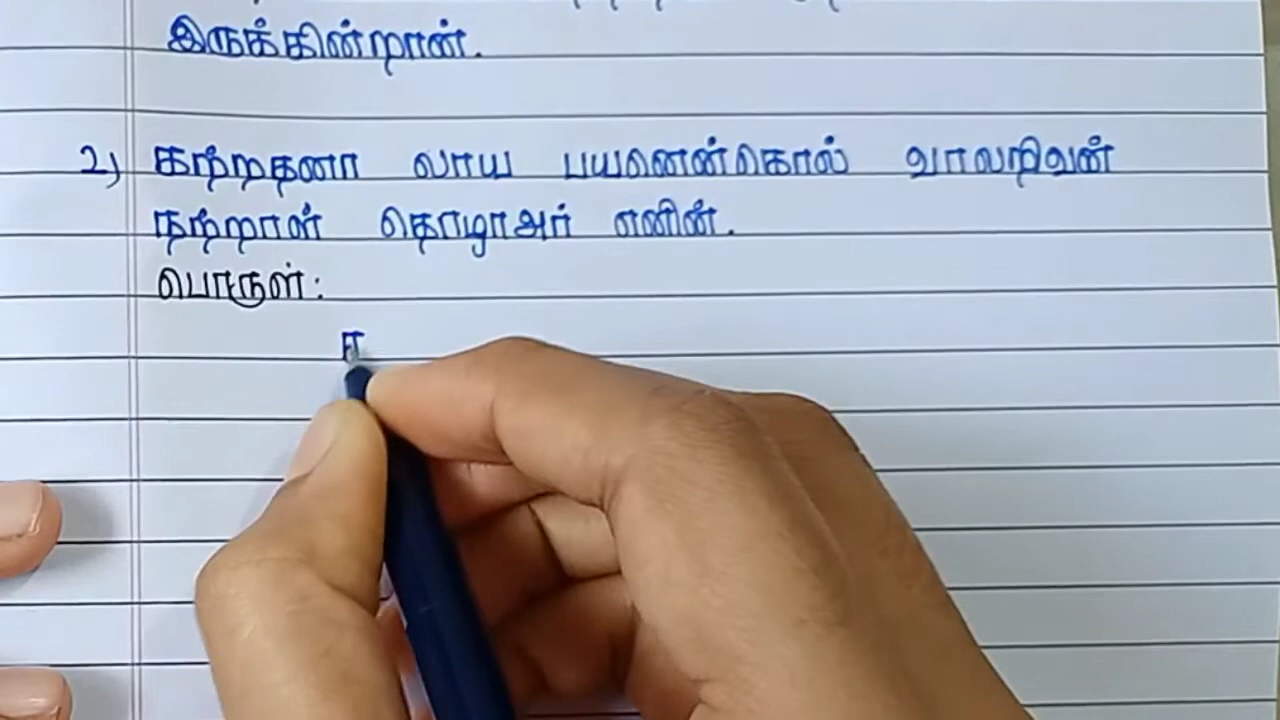 இருக்கின்றான்.
2) கற்றதனா லாய பயனென்கொல் வாலறிவன்
நற்றாள் தொழாஅர் எனின்.
பொருள்: